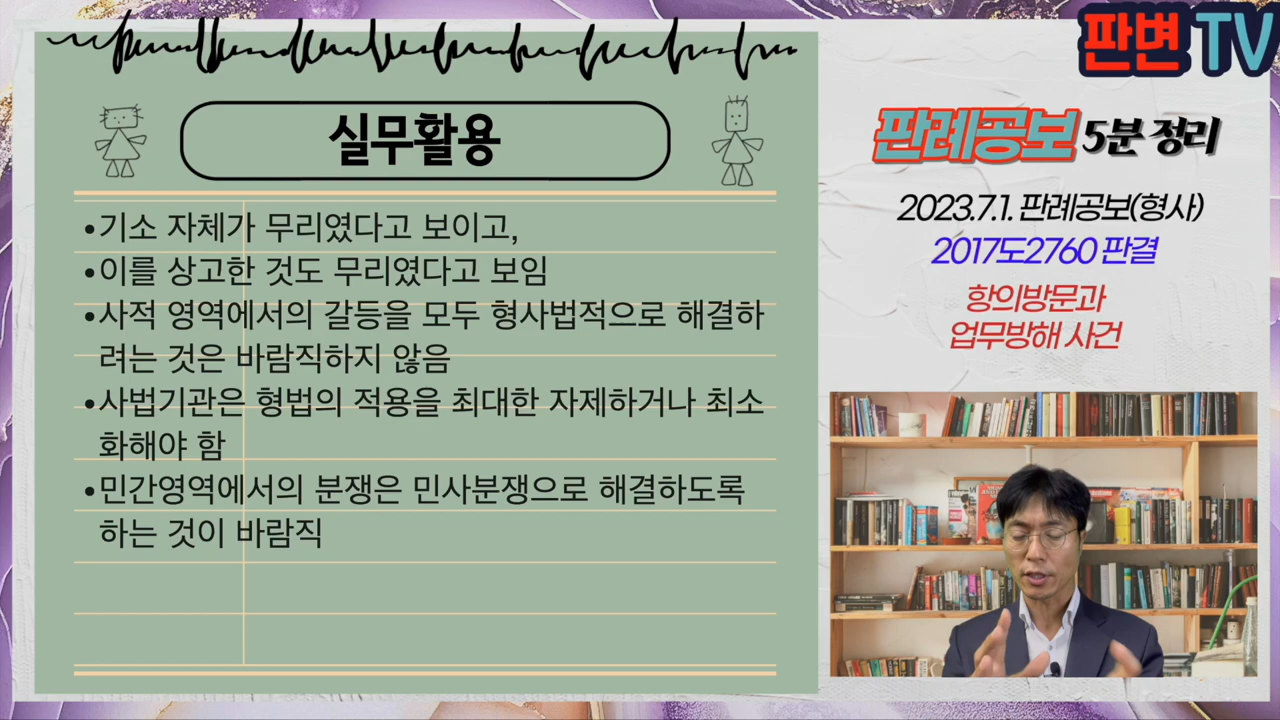 판변 TV
실무활용
•기소 자체가 무리였다고 보이고,
•이를 상고한 것도 무리였다고 보임
•사적 영역에서의 갈등을 모두 형사법적으로 해결하
려는 것은 바람직하지 않음
•사법기관은 형법의 적용을 최대한 자제하거나 최소
화해야 함
•민간영역에서의 분쟁은 민사분쟁으로 해결하도록
하는 것이 바람직
판례공보 5분 정리
2023.7.1. 판례공보(형사)
2017도2760 판결
항의방문과
업무방해 사건